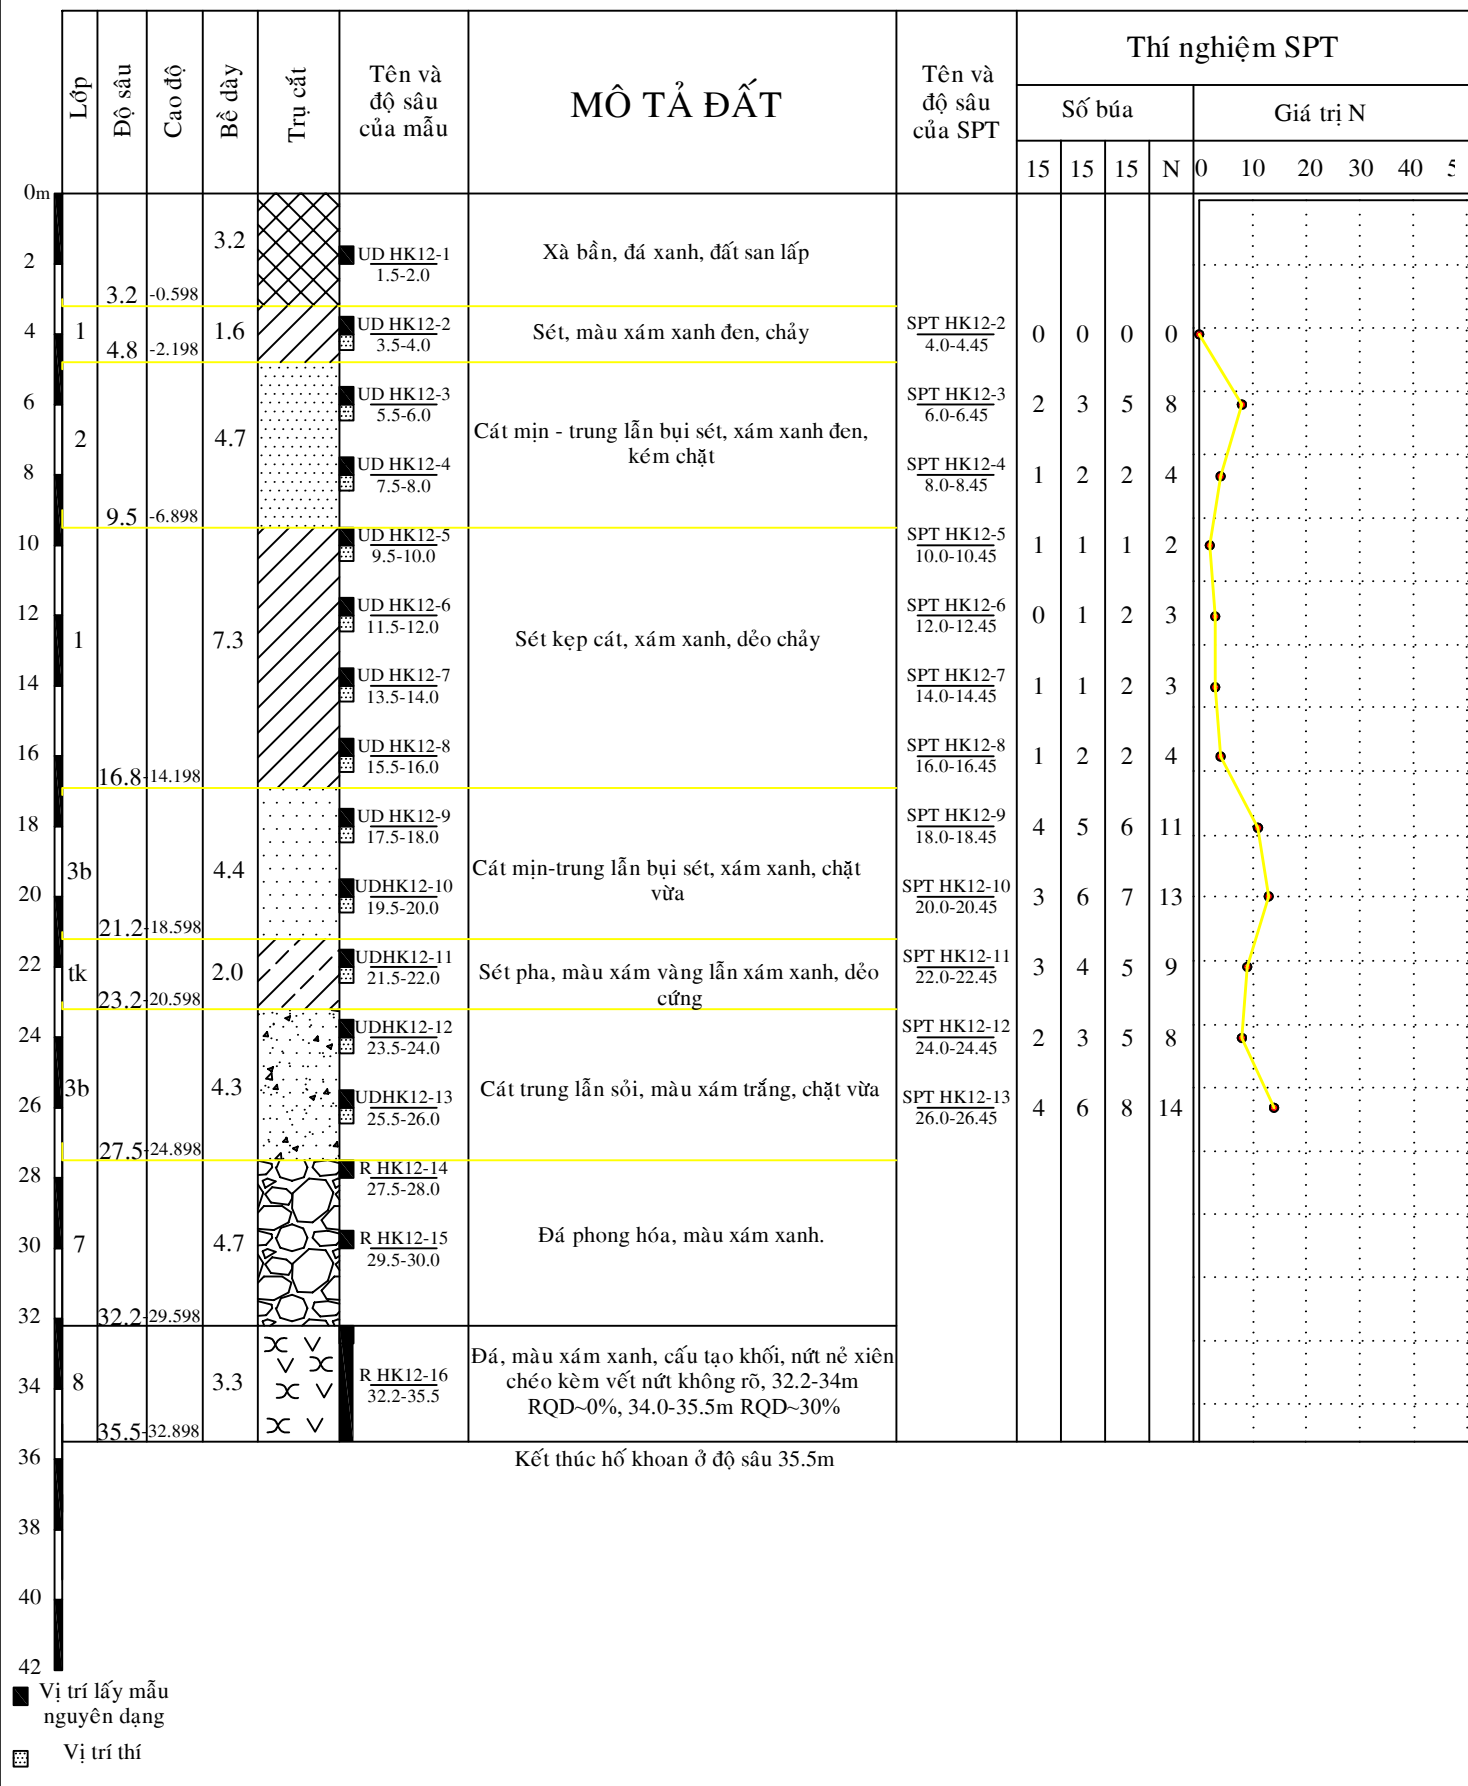 Lớp
Độ sâu
Cao độ
Bề dày
Trụ cắt
Tên và
độ sâu
của mẫu
MÔ TẢ ĐẤT
Tên và
độ sâu
của SPT
Thí nghiệm SPT
Số búa
Giá trị N
15 15 15 N
0 10 20 30 40
0m
3.2
UD HK12-1
1.5-2.0
Xà bần, đá xanh, đất san lấp
2
3.2 -0.598
1
1.6
UD HK12-2
3.5-4.0
Sét, màu xám xanh đen, chảy
SPT HK12-2
4.0-4.45
0 0 0 0
4
4.8 -2.198
UD HK12-3
5.5-6.0
SPT HK12-3
6.0-6.45
2 3 5 8
6
2
4.7
Cát mịn - trung lẫn bụi sét, xám xanh đen,
kém chặt
UD HK12-4
7.5-8.0
SPT HK12-4
8.0-8.45
1 2 2 4
8
9.5 -6.898
UD HK12-5
9.5-10.0
SPT HK12-5
10.0-10.45
1 1 1 2
10
UD HK12-6
11.5-12.0
SPT HK12-6
12.0-12.45
0 1 2 3
12
1
7.3
Sét kẹp cát, xám xanh, dẻo chảy
UD HK12-7
13.5-14.0
SPT HK12-7
14.0-14.45
1 1 2 3
14
UD HK12-8
15.5-16.0
SPT HK12-8
16.0-16.45
1 2 2 4
16
16.8 -14.198
UD HK12-9
17.5-18.0
SPT HK12-9
18.0-18.45
4 5 6 11
18
3b
4.4
Cát mịn-trung lẫn bụi sét, xám xanh, chặt
vừa
UDHK12-10
19.5-20.0
SPT HK12-10
20.0-20.45
3 6 7 13
20
21.2 -18.598
tk
2.0
UDHK12-11
21.5-22.0
Sét pha, màu xám vàng lẫn xám xanh, dẻo
cứng
SPT HK12-11
22.0-22.45
3 4 5 9
22
23.2 -20.598
UDHK12-12
23.5-24.0
SPT HK12-12
24.0-24.45
2 3 5 8
24
3b
4.3
Cát trung lẫn sỏi, màu xám trắng, chặt vừa
UDHK12-13
25.5-26.0
SPT HK12-13
26.0-26.45
4 6 8 14
26
27.5 -24.898
R HK12-14
27.5-28.0
28
7
4.7
R HK12-15
29.5-30.0
Đá phong hóa, màu xám xanh.
30
32.2 -29.598
32
8
3.3
R HK12-16
32.2-35.5
Đá, màu xám xanh, cấu tạo khối, nứt nẻ xiên
chéo kèm vết nứt không rõ, 32.2-34m
RQD~0%, 34.0-35.5m RQD~30%
34
35.5 -32.898
Kết thúc hố khoan ở độ sâu 35.5m
36
38
40
42
Vị trí lấy mẫu
nguyên dạng
Vị trí thí